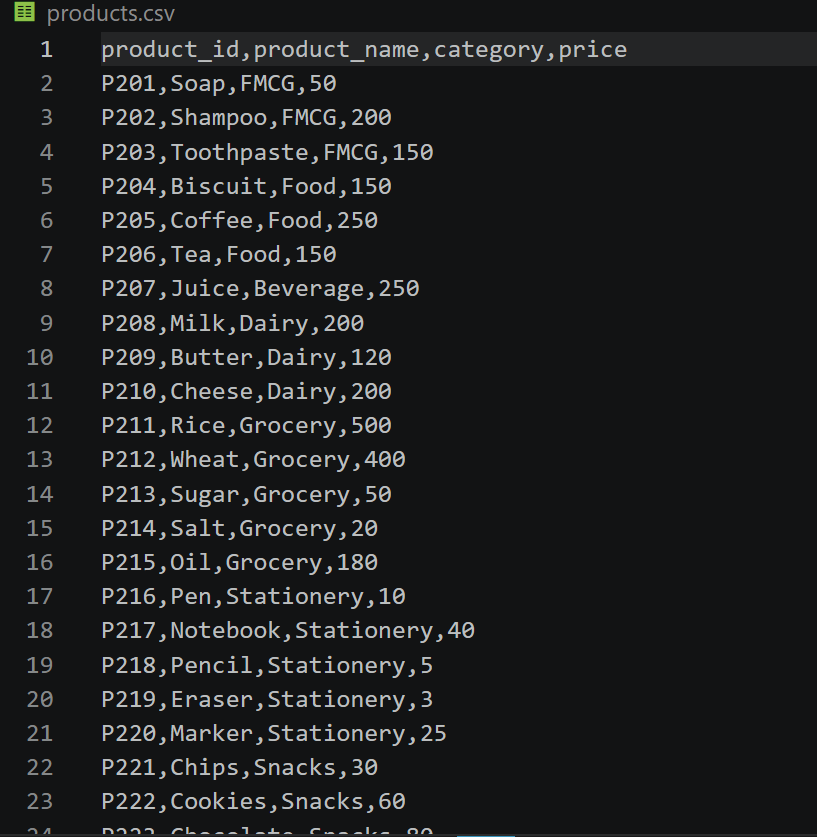 products.csv
1 product_id,product_name,category,price
2 P201,Soap,FMCG,50
3 P202,Shampoo,FMCG,200
4 P203,Toothpaste,FMCG,150
5 P204,Biscuit,Food,150
6 P205,Coffee,Food,250
7 P206,Tea,Food,150
8 P207,Juice,Beverage,250
9 P208,Milk,Dairy,200
10 P209,Butter,Dairy,120
11 P210,Cheese,Dairy,200
12 P211,Rice,Grocery,500
13 P212,Wheat,Grocery,400
14 P213,Sugar,Grocery,50
15 P214,Salt,Grocery,20
16 P215,Oil,Grocery,180
17 P216,Pen,Stationery,10
18 P217,Notebook,Stationery,40
19 P218,Pencil,Stationery,5
20 P219,Eraser,Stationery,3
21 P220,Marker,Stationery,25
22 P221,Chips,Snacks,30
23 P222,Cookies,Snacks,60
24 P223,Chocolate,Snacks,80